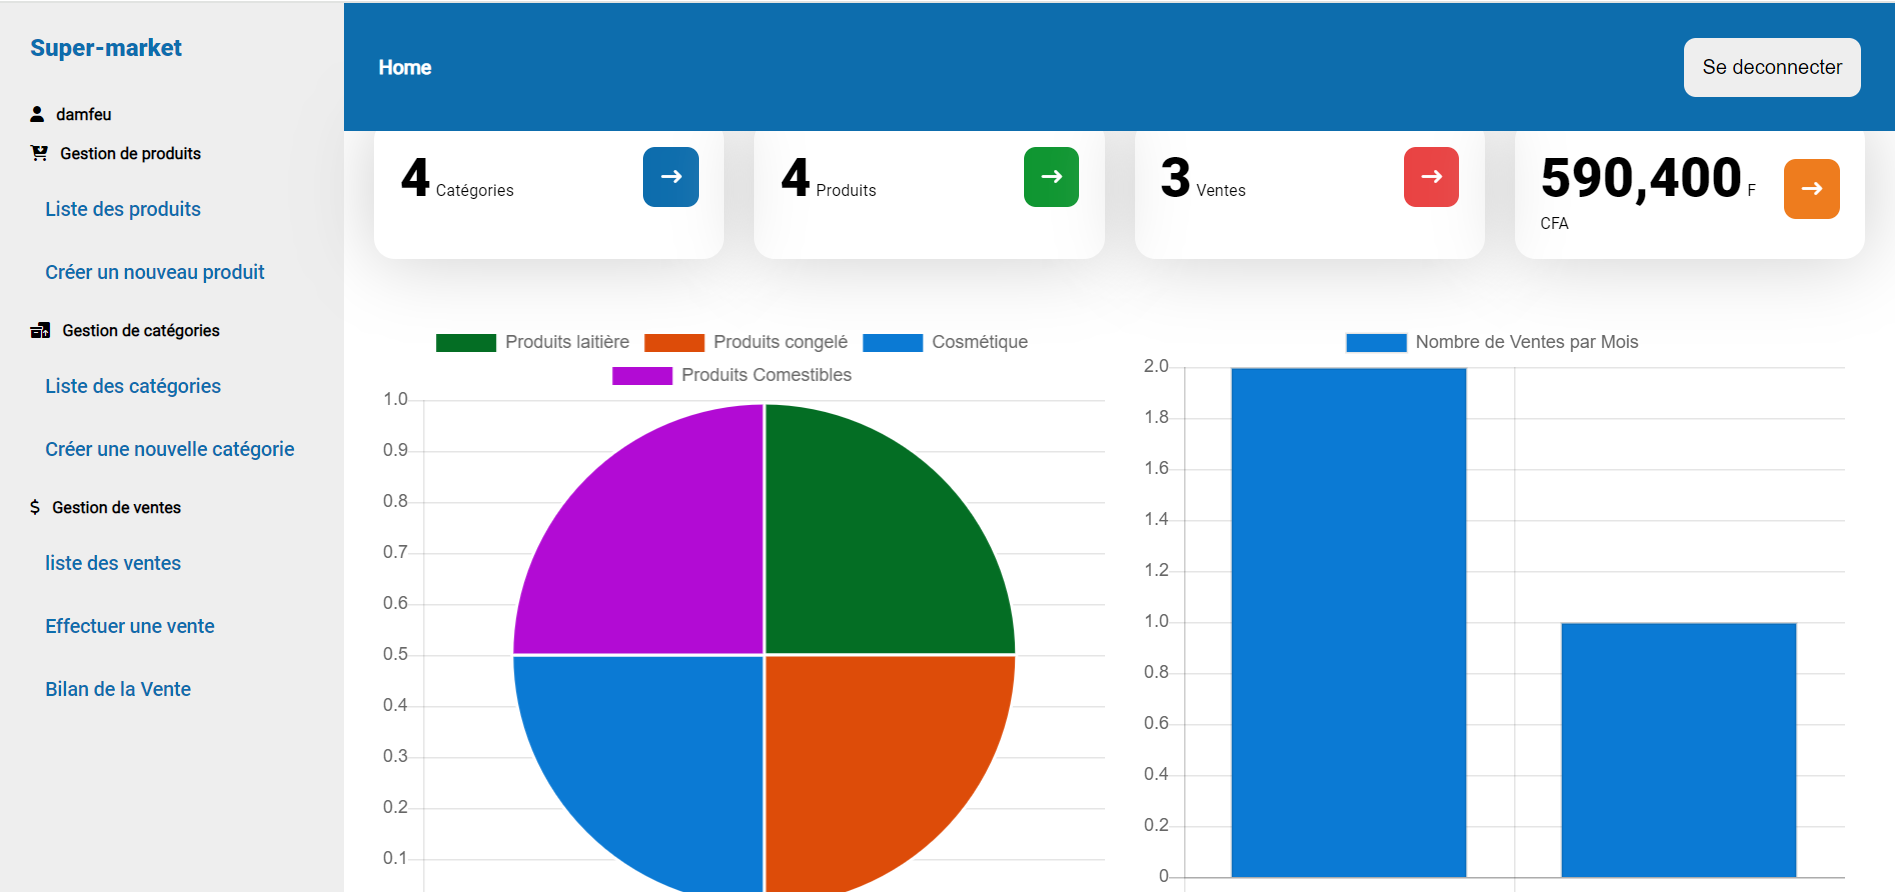 Super-market
damfeu
Gestion de produits
Liste des produits
Créer un nouveau produit
Gestion de catégories
Liste des catégories
Créer une nouvelle catégorie
$ Gestion de ventes
liste des ventes
Effectuer une vente
Bilan de la Vente
Home
Se deconnecter
4 Catégories
4 Produits
3 Ventes
590,400 F
CFA
Produits laitière Produits congelé Cosmétique
Produits Comestibles
1.0
0.9
0.8
0.7
0.6
0.5
0.4
0.3
0.2
0.1
Nombre de Ventes par Mois
2.0
1.8
1.6
1.4
1.2
1.0
0.8
0.6
0.4
0.2
0